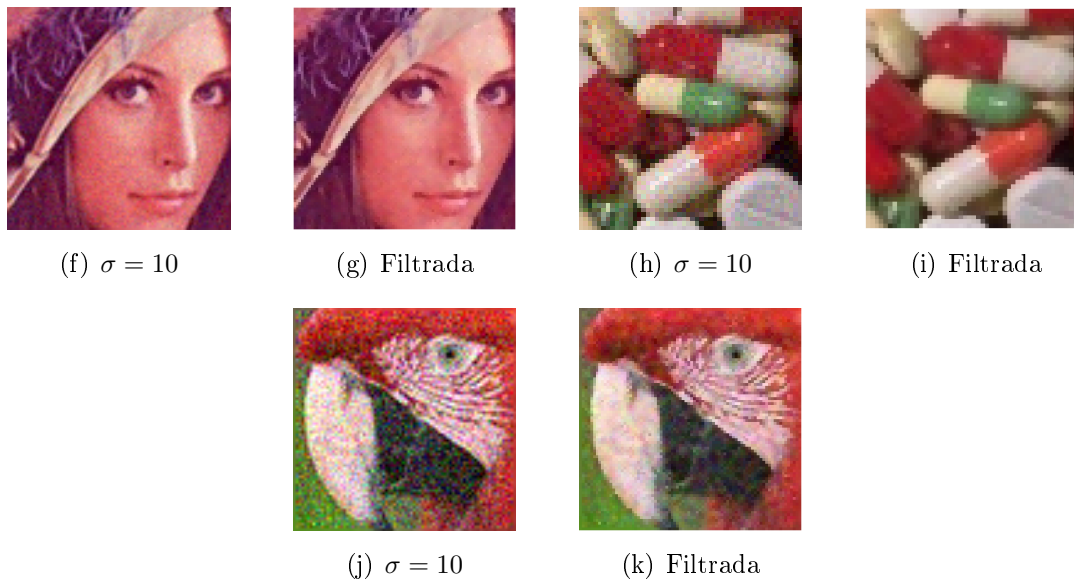 (f) σ = 10
(g) Filtrada
(h) σ = 10
(i) Filtrada
(j) σ = 10
(k) Filtrada